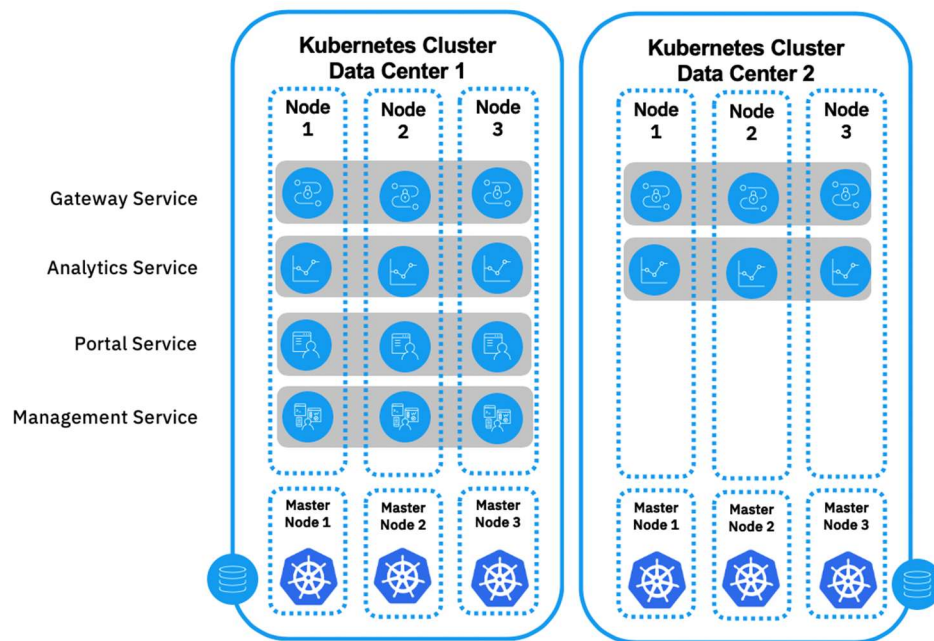 Kubernetes Cluster
Data Center 1
Node
1
Node
2
Node
3
Kubernetes Cluster
Data Center 2
Node
1
Node
2
Node
3
Gateway Service
Analytics Service
Portal Service
Management Service
Master
Node 1
Master
Node 2
Master
Node 3
Master
Node 1
Master
Node 2
Master
Node 3